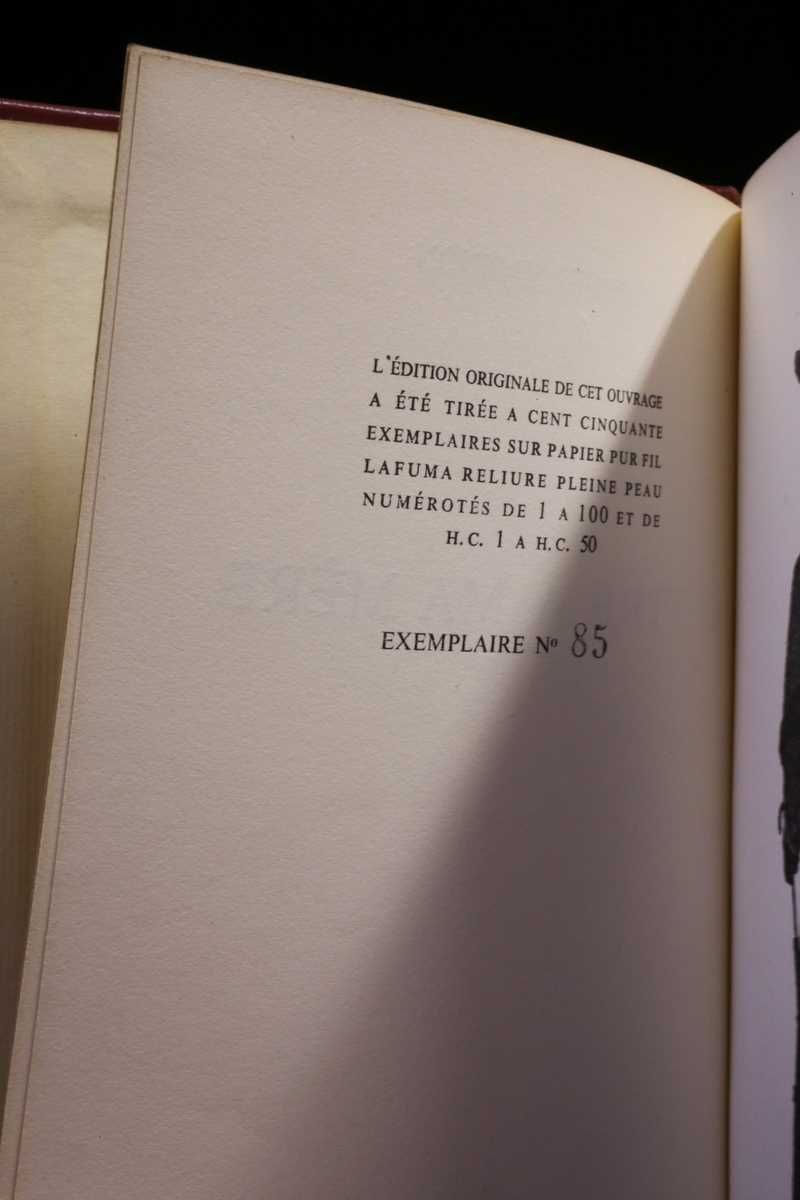 L'ÉDITION ORIGINALE DE CET OUVRAGE
A ÉTÉ TIRÉE A CENT CINQUANTE
EXEMPLAIRES SUR PAPIER PUR FIL
LAFUMA RELIURE PLEINE PEAU
NUMÉROTÉS DE 1 A 100 ET DE
H.C. 1 A H.C. 50
EXEMPLAIRE Nº 85